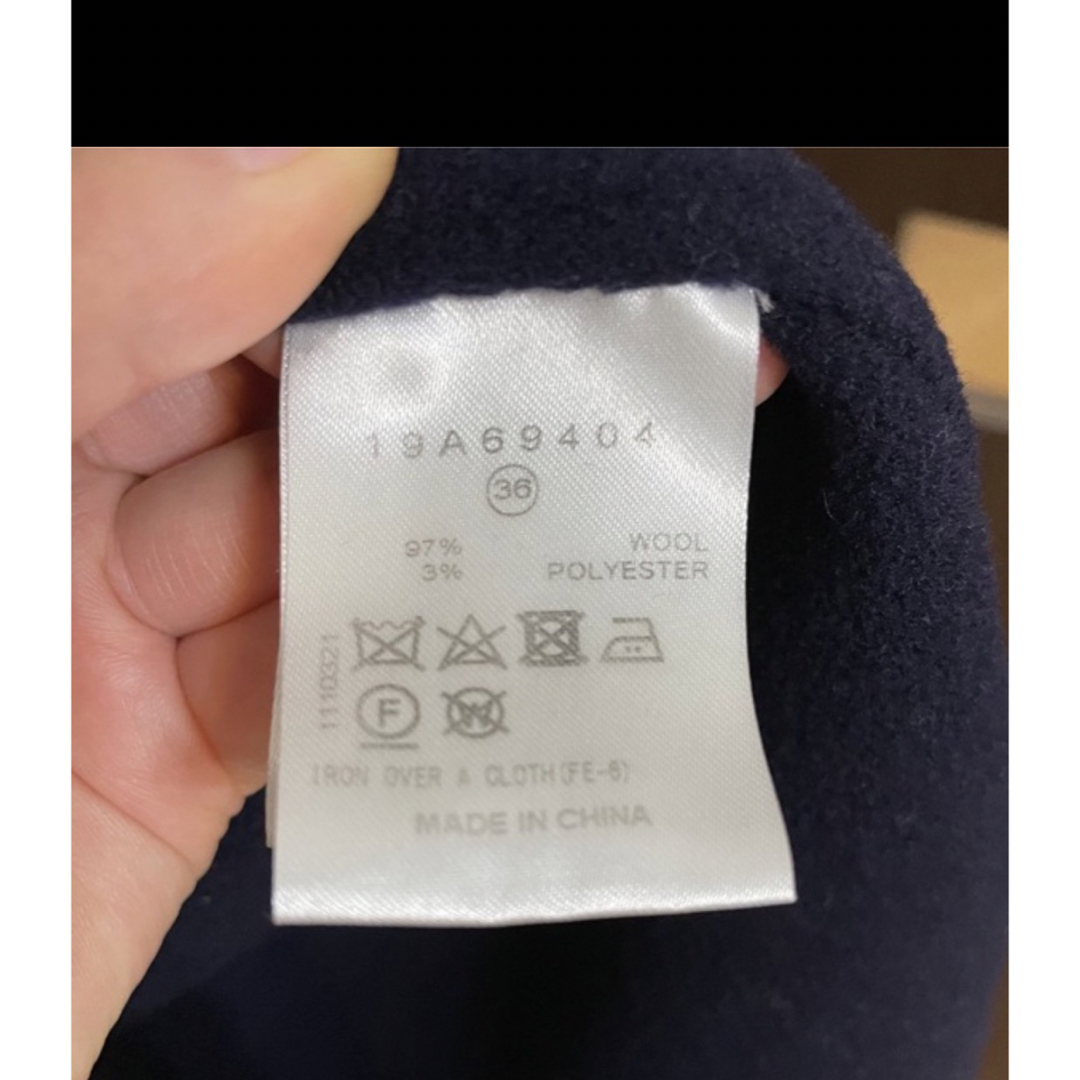 19A69404
36
97% WOOL
3% POLYESTER
1110321
F
W
IRON OVER A CLOTH(FE-6)
MADE IN CHINA